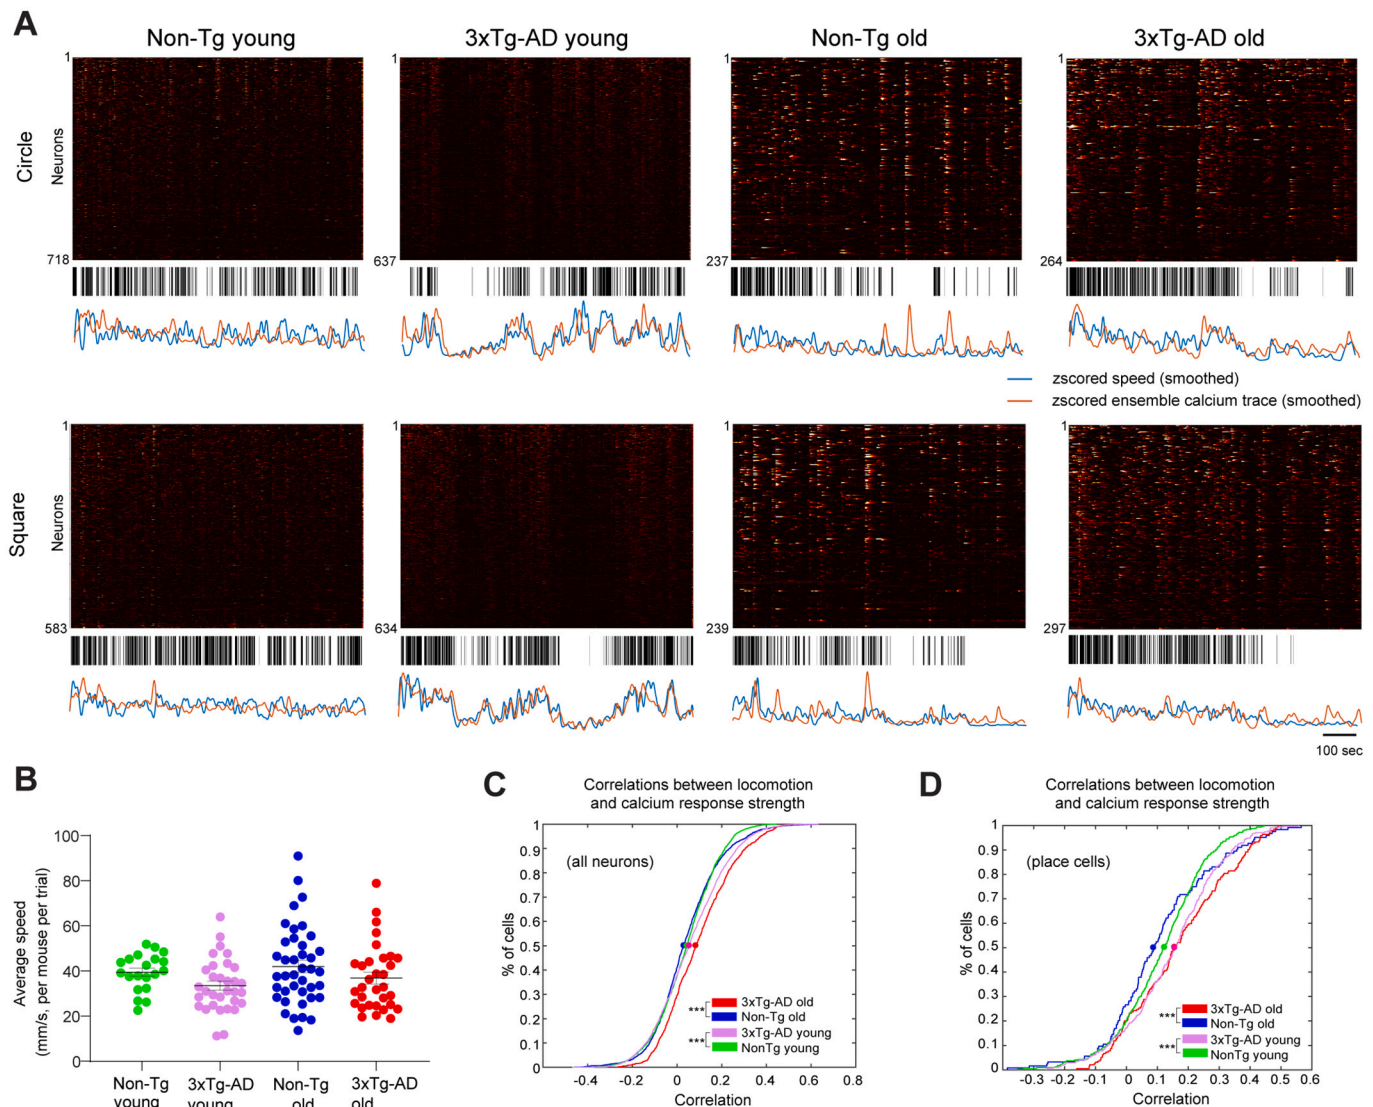 A
Non-Tg young
3xTg-AD young
Non-Tg old
3xTg-AD old
Circle
Neurons
1
718
1
637
1
237
1
264
zscored speed (smoothed)
zscored ensemble calcium trace (smoothed)
Square
Neurons
1
583
1
634
1
239
1
297
100 sec
B
Average speed
(mm/s, per mouse per trial)
100
80
60
40
20
0
Non-Tg
young
3xTg-AD
young
Non-Tg
old
3xTg-AD
old
C
Correlations between locomotion
and calcium response strength
(all neurons)
% of cells
1
0.9
0.8
0.7
0.6
0.5
0.4
0.3
0.2
0.1
0
-0.4
-0.2
0
0.2
0.4
0.6
0.8
Correlation
*** 3xTg-AD old
Non-Tg old
*** 3xTg-AD young
NonTg young
D
Correlations between locomotion
and calcium response strength
(place cells)
% of cells
1
0.9
0.8
0.7
0.6
0.5
0.4
0.3
0.2
0.1
0
-0.3
-0.2
-0.1
0
0.1
0.2
0.3
0.4
0.5
0.6
Correlation
*** 3xTg-AD old
Non-Tg old
*** 3xTg-AD young
NonTg young